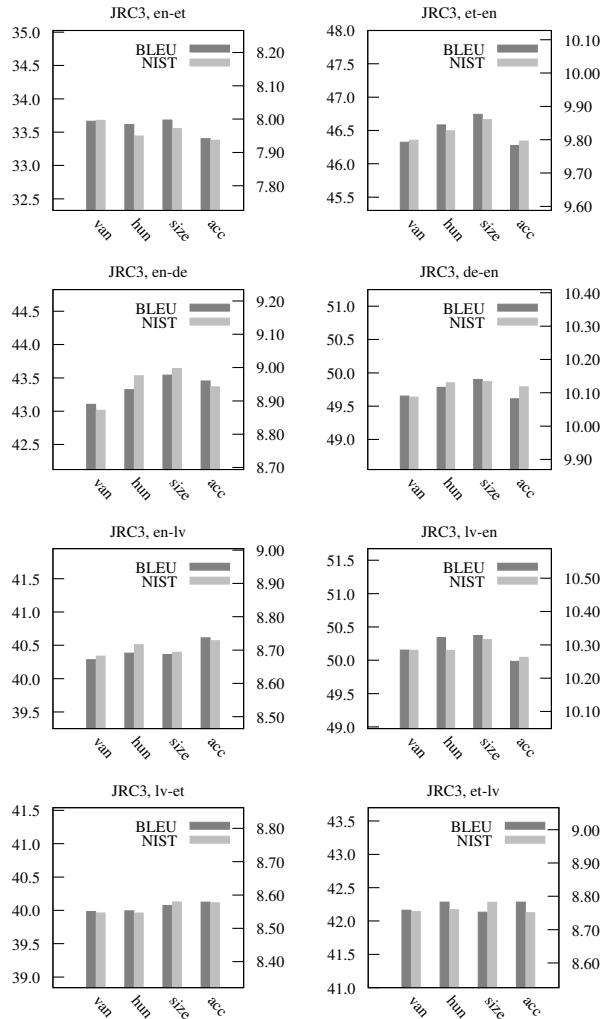 JRC3, en-et
35.0
34.5
34.0
33.5
33.0
32.5
8.20
8.10
8.00
7.90
7.80
BLEU
NIST
van
hun
size
acc
JRC3, et-en
48.0
47.5
47.0
46.5
46.0
45.5
10.10
10.00
9.90
9.80
9.70
9.60
BLEU
NIST
van
hun
size
acc
JRC3, en-de
44.5
44.0
43.5
43.0
42.5
9.20
9.10
9.00
8.90
8.80
8.70
BLEU
NIST
van
hun
size
acc
JRC3, de-en
51.0
50.5
50.0
49.5
49.0
10.40
10.30
10.20
10.10
10.00
9.90
BLEU
NIST
van
hun
size
acc
JRC3, en-lv
41.5
41.0
40.5
40.0
39.5
9.00
8.90
8.80
8.70
8.60
8.50
BLEU
NIST
van
hun
size
acc
JRC3, lv-en
51.5
51.0
50.5
50.0
49.5
49.0
10.50
10.40
10.30
10.20
10.10
BLEU
NIST
van
hun
size
acc
JRC3, lv-et
41.5
41.0
40.5
40.0
39.5
39.0
8.80
8.70
8.60
8.50
8.40
BLEU
NIST
van
hun
size
acc
JRC3, et-lv
43.5
43.0
42.5
42.0
41.5
41.0
9.00
8.90
8.80
8.70
8.60
BLEU
NIST
van
hun
size
acc